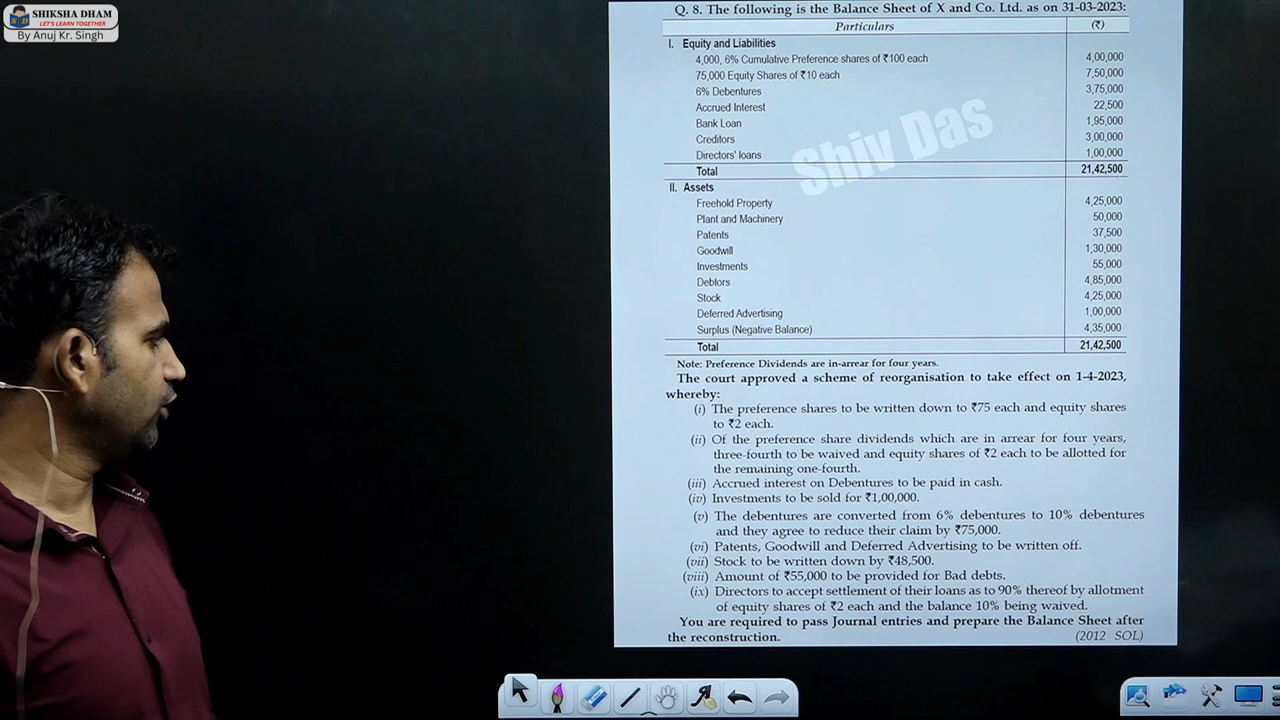 SHIKSHA DHAM
LET'S LEARN TOGETHER
By Anuj Kr. Singh
Q. 8. The following is the Balance Sheet of X and Co. Ltd. as on 31-03-2023:
Particulars (₹)
I. Equity and Liabilities
4,000, 6% Cumulative Preference shares of ₹100 each 4,00,000
75,000 Equity Shares of ₹10 each 7,50,000
6% Debentures 3,75,000
Accrued Interest 22,500
Bank Loan 1,95,000
Creditors 3,00,000
Directors' loans 1,00,000
Total 21,42,500
II. Assets
Freehold Property 4,25,000
Plant and Machinery 50,000
Patents 37,500
Goodwill 1,30,000
Investments 55,000
Debtors 4,85,000
Stock 4,25,000
Deferred Advertising 1,00,000
Surplus (Negative Balance) 4,35,000
Total 21,42,500
Shiv Das
Note: Preference Dividends are in-arrear for four years.
The court approved a scheme of reorganisation to take effect on 1-4-2023,
whereby:
(i) The preference shares to be written down to ₹75 each and equity shares
to ₹2 each.
(ii) Of the preference share dividends which are in arrear for four years,
three-fourth to be waived and equity shares of ₹2 each to be allotted for
the remaining one-fourth.
(iii) Accrued interest on Debentures to be paid in cash.
(iv) Investments to be sold for ₹1,00,000.
(v) The debentures are converted from 6% debentures to 10% debentures
and they agree to reduce their claim by ₹75,000.
(vi) Patents, Goodwill and Deferred Advertising to be written off.
(vii) Stock to be written down by ₹48,500.
(viii) Amount of ₹55,000 to be provided for Bad debts.
(ix) Directors to accept settlement of their loans as to 90% thereof by allotment
of equity shares of ₹2 each and the balance 10% being waived.
You are required to pass Journal entries and prepare the Balance Sheet after
the reconstruction. (2012 SOL)